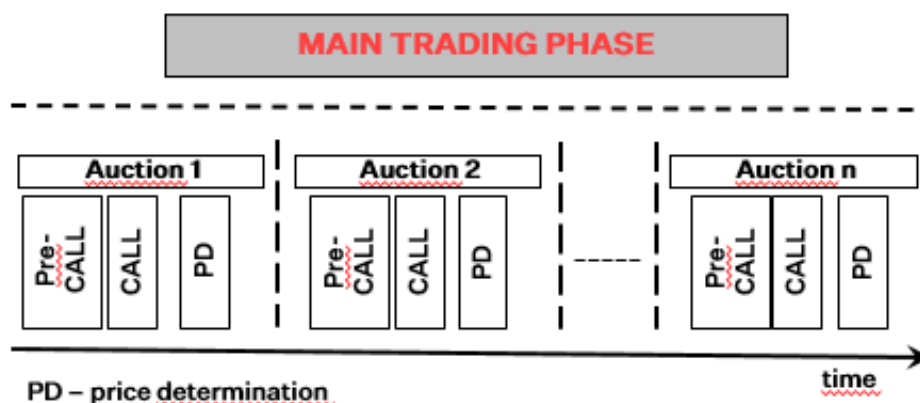 MAIN TRADING PHASE
Auction 1
Auction 2
Auction n
Pre-
CALL
CALL
PD
Pre-
CALL
CALL
PD
Pre-
CALL
CALL
PD
time
PD – price determination